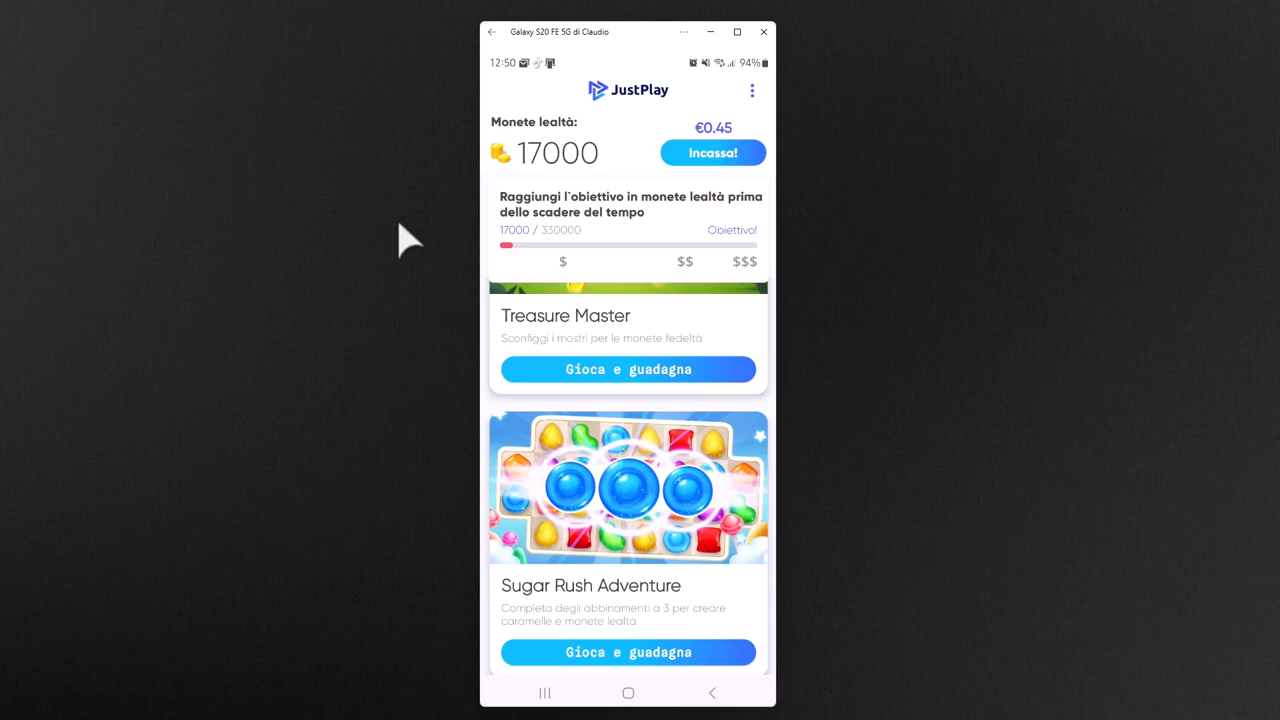 Galaxy S20 FE 5G di Claudio
12:50
94%
JustPlay
Monete lealtà:
€0.45
17000
Incassa!
Raggiungi l`obiettivo in monete lealtà prima
dello scadere del tempo
17000 / 330000
Obiettivo!
$
$$
$$$
Treasure Master
Sconfiggi i mostri per le monete fedeltà
Gioca e guadagna
Sugar Rush Adventure
Completa degli abbinamenti a 3 per creare
caramelle e monete lealtà
Gioca e guadagna